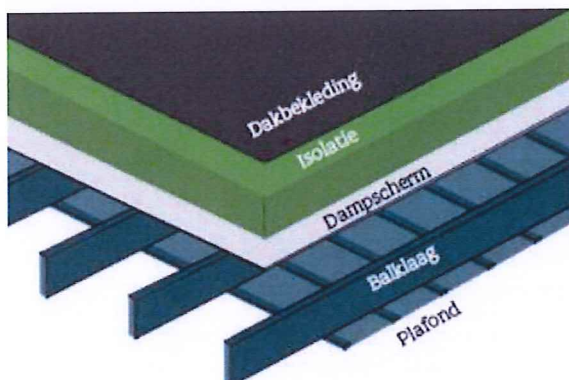 Dakbekleding
Isolatie
Dampscherm
Balklaag
Plafond